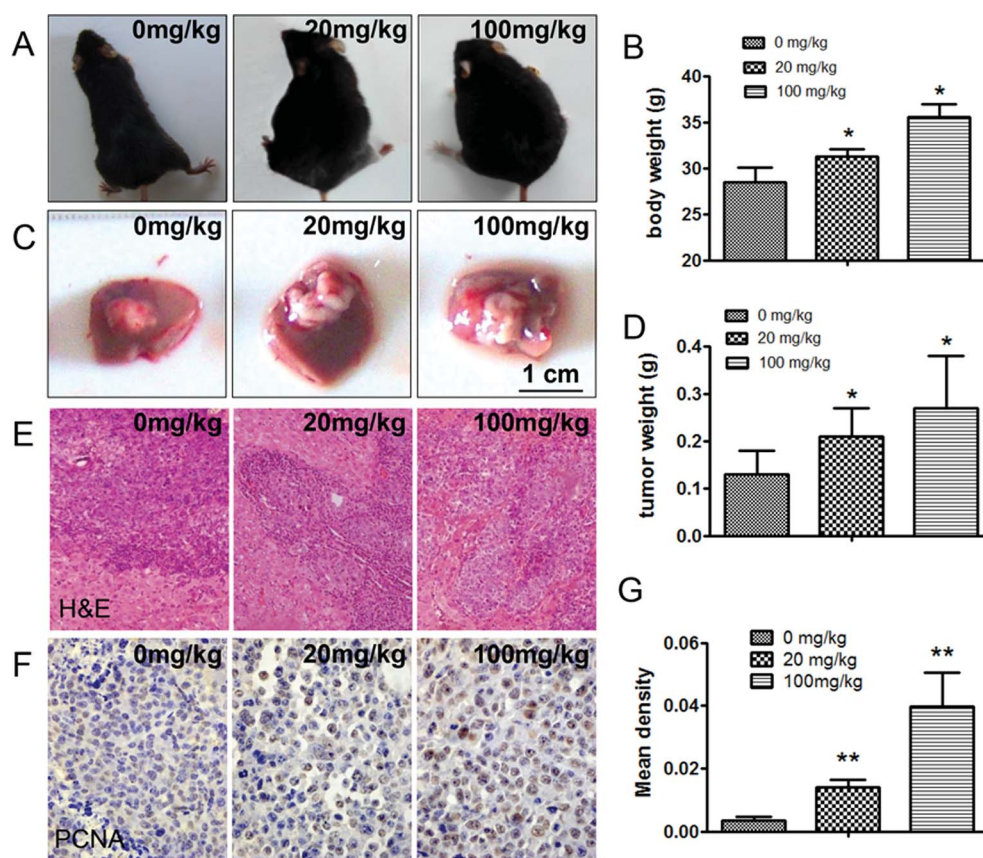 A
0mg/kg
20mg/kg
100mg/kg
B
0 mg/kg
20 mg/kg
100 mg/kg
body weight (g)
40
35
30
25
20
*
*
C
0mg/kg
20mg/kg
100mg/kg
1 cm
D
0 mg/kg
20 mg/kg
100 mg/kg
tumor weight (g)
0.4
0.3
0.2
0.1
0.0
*
*
E
0mg/kg
20mg/kg
100mg/kg
H&E
F
0mg/kg
20mg/kg
100mg/kg
PCNA
G
0 mg/kg
20 mg/kg
100mg/kg
Mean density
0.06
0.04
0.02
0.00
**
**